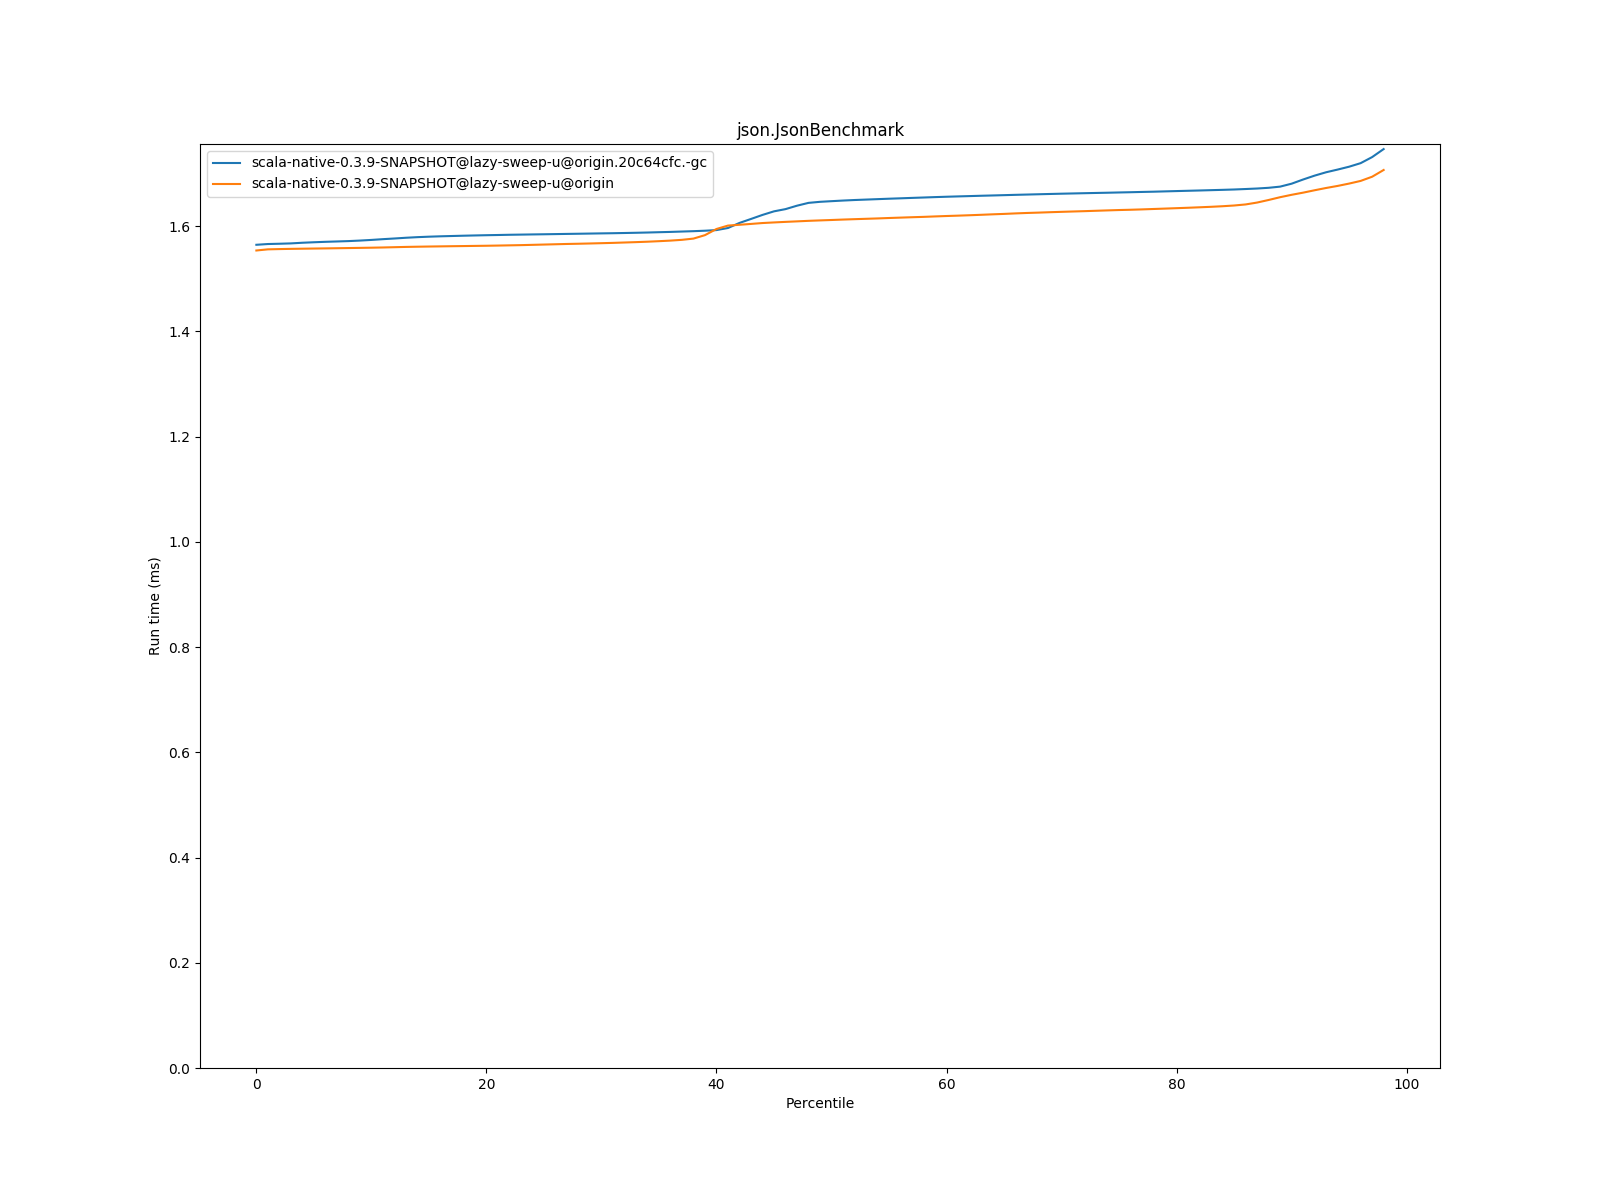 json.JsonBenchmark
scala-native-0.3.9-SNAPSHOT@lazy-sweep-u@origin.20c64cfc.-gc
scala-native-0.3.9-SNAPSHOT@lazy-sweep-u@origin
1.6
1.4
1.2
1.0
0.8
0.6
0.4
0.2
0.0
Run time (ms)
0 20 40 60 80 100
Percentile